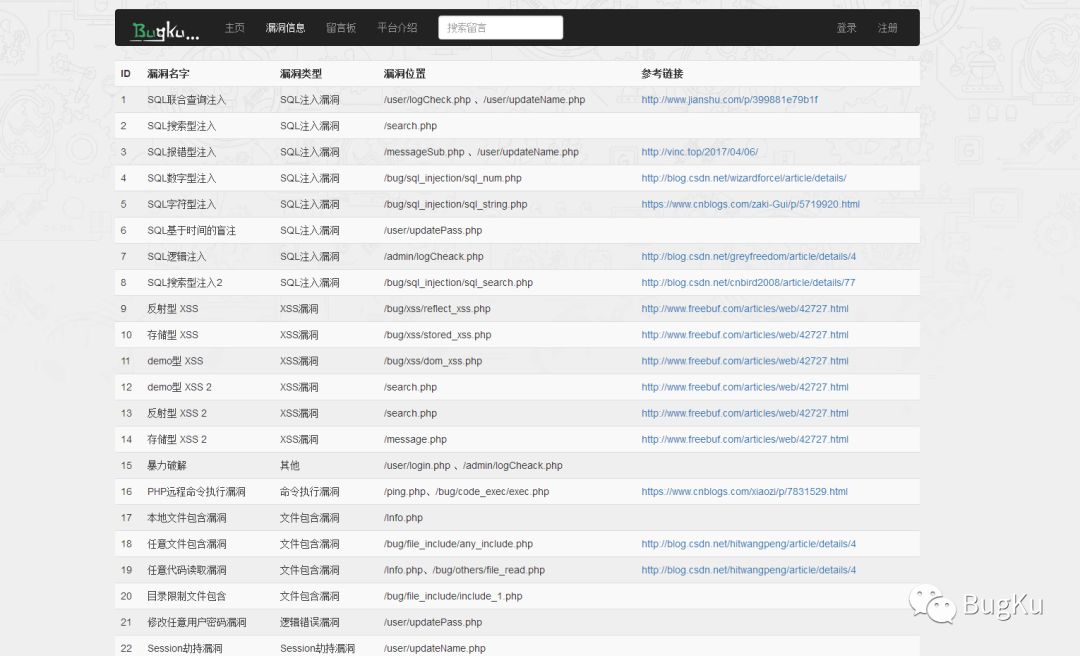 Bugku... 主页 漏洞信息 留言板 平台介绍 搜索留言 登录 注册
ID 漏洞名字 漏洞类型 漏洞位置 参考链接
1 SQL联合查询注入 SQL注入漏洞 /user/logCheck.php 、/user/updateName.php http://www.jianshu.com/p/399881e79b1f
2 SQL搜索型注入 SQL注入漏洞 /search.php
3 SQL报错型注入 SQL注入漏洞 /messageSub.php 、/user/updateName.php http://vinc.top/2017/04/06/
4 SQL数字型注入 SQL注入漏洞 /bug/sql_injection/sql_num.php http://blog.csdn.net/wizardforcel/article/details/
5 SQL字符型注入 SQL注入漏洞 /bug/sql_injection/sql_string.php https://www.cnblogs.com/zaki-Gui/p/5719920.html
6 SQL基于时间的盲注 SQL注入漏洞 /user/updatePass.php
7 SQL逻辑注入 SQL注入漏洞 /admin/logCheack.php http://blog.csdn.net/greyfreedom/article/details/4
8 SQL搜索型注入2 SQL注入漏洞 /bug/sql_injection/sql_search.php http://blog.csdn.net/cnbird2008/article/details/77
9 反射型 XSS XSS漏洞 /bug/xss/reflect_xss.php http://www.freebuf.com/articles/web/42727.html
10 存储型 XSS XSS漏洞 /bug/xss/stored_xss.php http://www.freebuf.com/articles/web/42727.html
11 demo型 XSS XSS漏洞 /bug/xss/dom_xss.php http://www.freebuf.com/articles/web/42727.html
12 demo型 XSS 2 XSS漏洞 /search.php http://www.freebuf.com/articles/web/42727.html
13 反射型 XSS 2 XSS漏洞 /search.php http://www.freebuf.com/articles/web/42727.html
14 存储型 XSS 2 XSS漏洞 /message.php http://www.freebuf.com/articles/web/42727.html
15 暴力破解 其他 /user/login.php 、/admin/logCheack.php
16 PHP远程命令执行漏洞 命令执行漏洞 /ping.php、/bug/code_exec/exec.php https://www.cnblogs.com/xiaozi/p/7831529.html
17 本地文件包含漏洞 文件包含漏洞 /info.php
18 任意文件包含漏洞 文件包含漏洞 /bug/file_include/any_include.php http://blog.csdn.net/hitwangpeng/article/details/4
19 任意代码读取漏洞 文件包含漏洞 /info.php、/bug/others/file_read.php http://blog.csdn.net/hitwangpeng/article/details/4
20 目录限制文件包含 文件包含漏洞 /bug/file_include/include_1.php
21 修改任意用户密码漏洞 逻辑错误漏洞 /user/updatePass.php
22 Session劫持漏洞 Session劫持漏洞 /user/updateName.php
BugKu